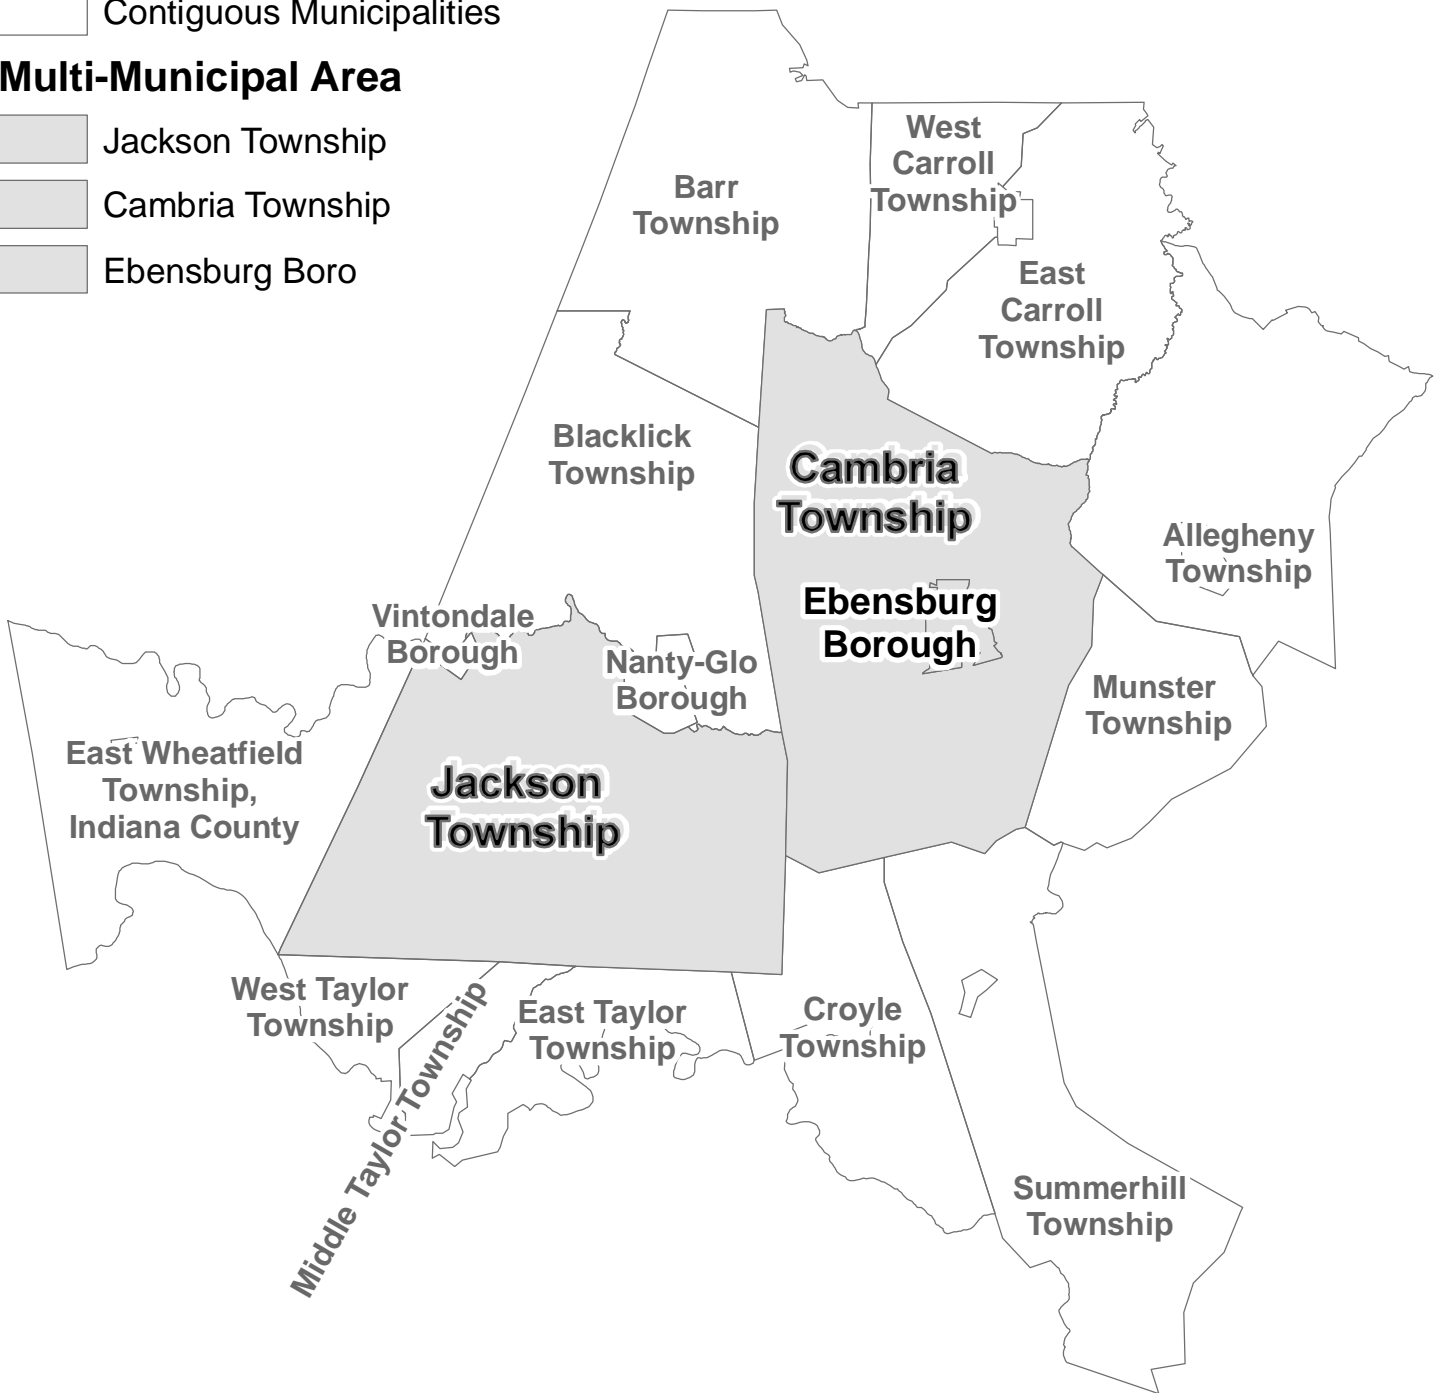 Contiguous Municipalities
Multi-Municipal Area
Jackson Township
Cambria Township
Ebensburg Boro
West
Carroll
Township
Barr
Township
East
Carroll
Township
Blacklick
Township
Cambria
Township
Allegheny
Township
Ebensburg
Borough
Vintondale
Borough
Nanty-Glo
Borough
Munster
Township
East Wheatfield
Township,
Indiana County
Jackson
Township
West Taylor
Township
Middle Taylor Township
East Taylor
Township
Croyle
Township
Summerhill
Township